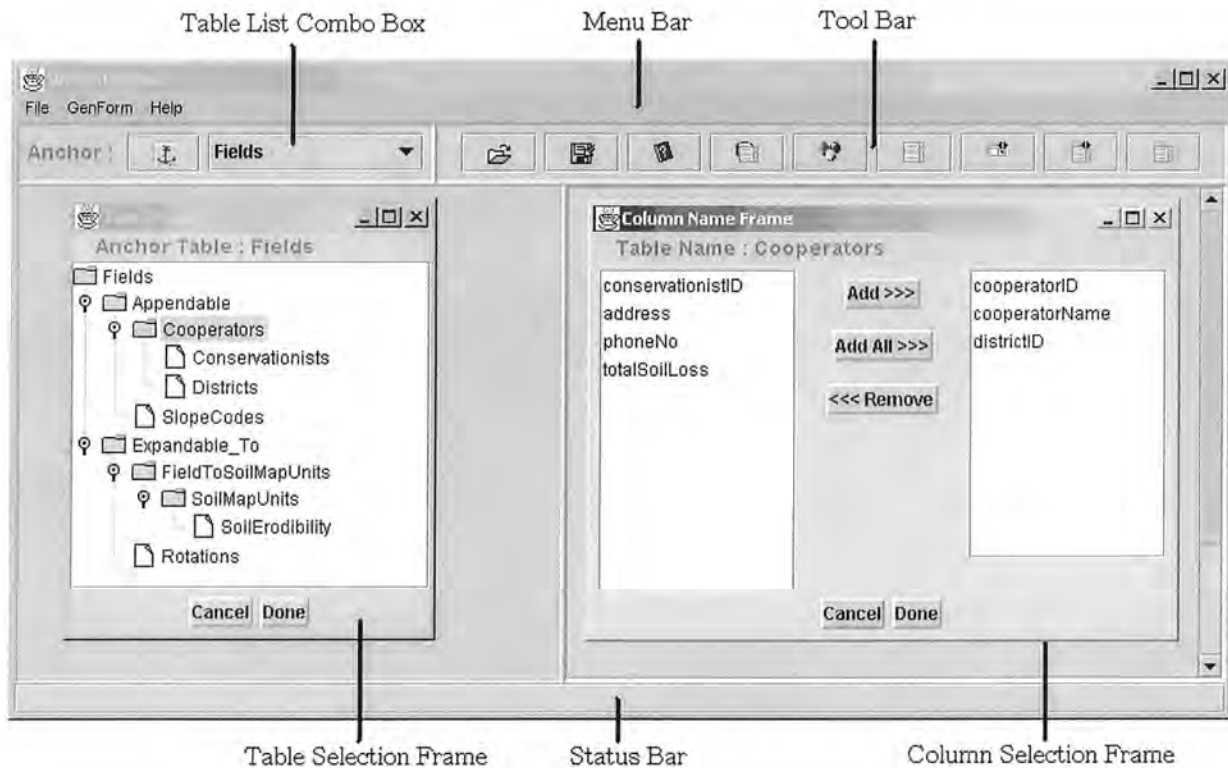 Table List Combo Box
Menu Bar
Tool Bar
File GenForm Help
Anchor :
Fields
Anchor Table : Fields
Fields
Appendable
Cooperators
Conservationists
Districts
SlopeCodes
Expandable_To
FieldToSoilMapUnits
SoilMapUnits
SoilErodibility
Rotations
Cancel Done
Column Name Frame
Table Name : Cooperators
conservationistID
address
phoneNo
totalSoilLoss
Add >>>
Add All >>>
<<< Remove
cooperatorID
cooperatorName
districtID
Cancel Done
Table Selection Frame
Status Bar
Column Selection Frame